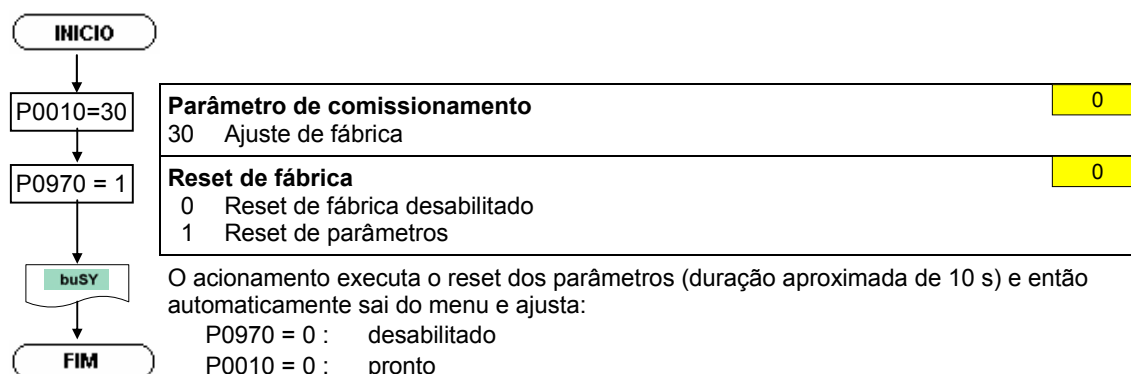 INICIO
P0010=30
Parâmetro de comissionamento
0
30 Ajuste de fábrica
P0970 = 1
Reset de fábrica
0
0 Reset de fábrica desabilitado
1 Reset de parâmetros
buSY
O acionamento executa o reset dos parâmetros (duração aproximada de 10 s) e então
automaticamente sai do menu e ajusta:
P0970 = 0 : desabilitado
FIM
P0010 = 0 : pronto